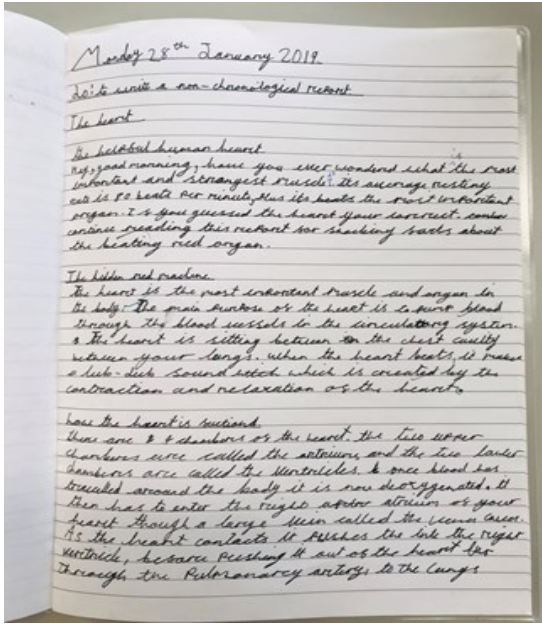 Monday 28th January 2019
Lo: to write a non-chronological report
The heart
the helpful human heart
Hey, good morning, have you ever wondered what is the most
important and strongest muscle? Its average resting
rate is 80 beats per minute, plus its beats the most important
organ. If you guessed the heart your correct.
continue reading this report for shocking facts about
the beating red organ.
The hidden red machine
The heart is the most important muscle and organ in
the body. The main purpose of the heart is to pump blood
through the blood vessels in the circulatory system.
The heart is sitting between the chest cavity
between your lungs. When the heart beats, it makes
a lub-dub sound which is created by the
contraction and relaxation of the heart.
how the heart is
there are 4 chambers of the heart. the two upper
chambers are called the and the two lower
chambers are called the Ventricles. once blood has
travelled around the body it is now deoxygenated. It
then has to enter the right atrium of your
heart though a large vein called the
As the heart contacts it pushes the into the right
ventricle, before pushing it out of the heart
Through the Pulmonarcy artery to the lungs